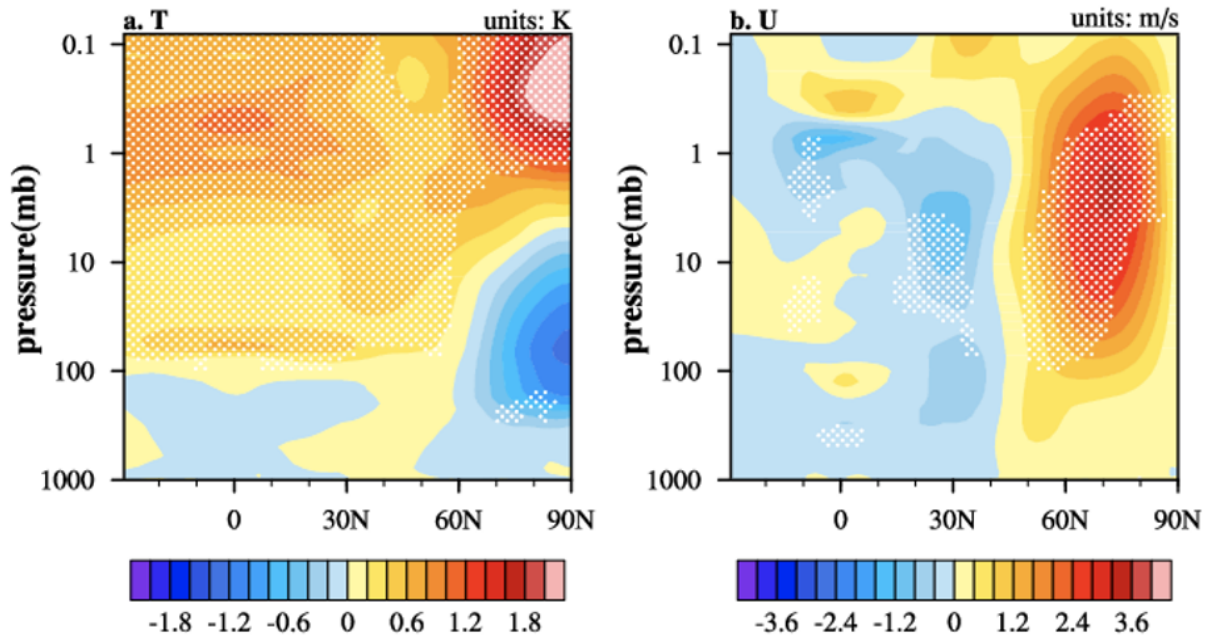 a. T units: K
pressure(mb)
0.1
1
10
100
1000
0 30N 60N 90N
-1.8 -1.2 -0.6 0 0.6 1.2 1.8
b. U units: m/s
pressure(mb)
0.1
1
10
100
1000
0 30N 60N 90N
-3.6 -2.4 -1.2 0 1.2 2.4 3.6